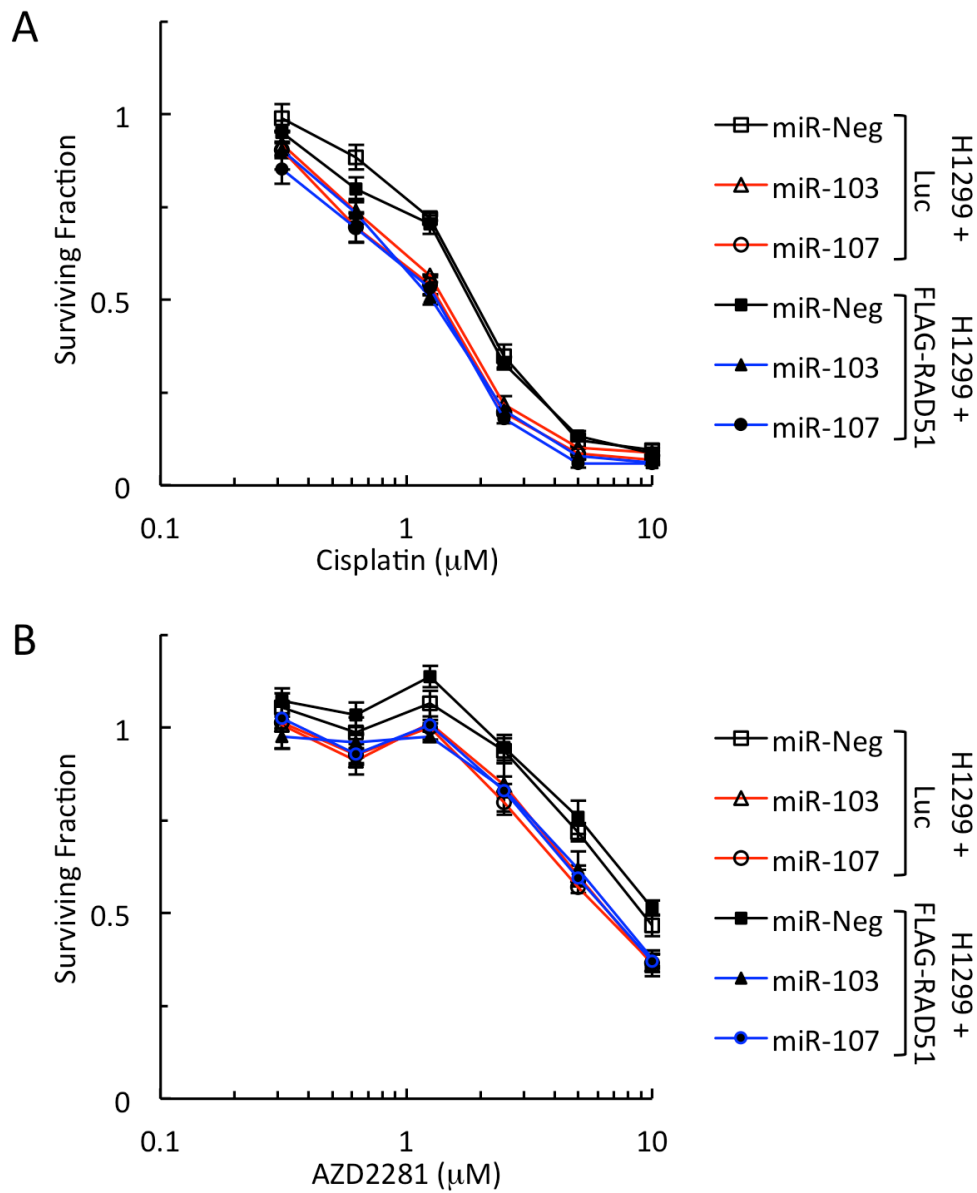 A
Surviving Fraction
1
0.5
0
0.1
1
10
Cisplatin (µM)
miR-Neg
miR-103
miR-107
Luc
H1299 +
miR-Neg
miR-103
miR-107
FLAG-RAD51
H1299 +
B
Surviving Fraction
1
0.5
0
0.1
1
10
AZD2281 (µM)
miR-Neg
miR-103
miR-107
Luc
H1299 +
miR-Neg
miR-103
miR-107
FLAG-RAD51
H1299 +